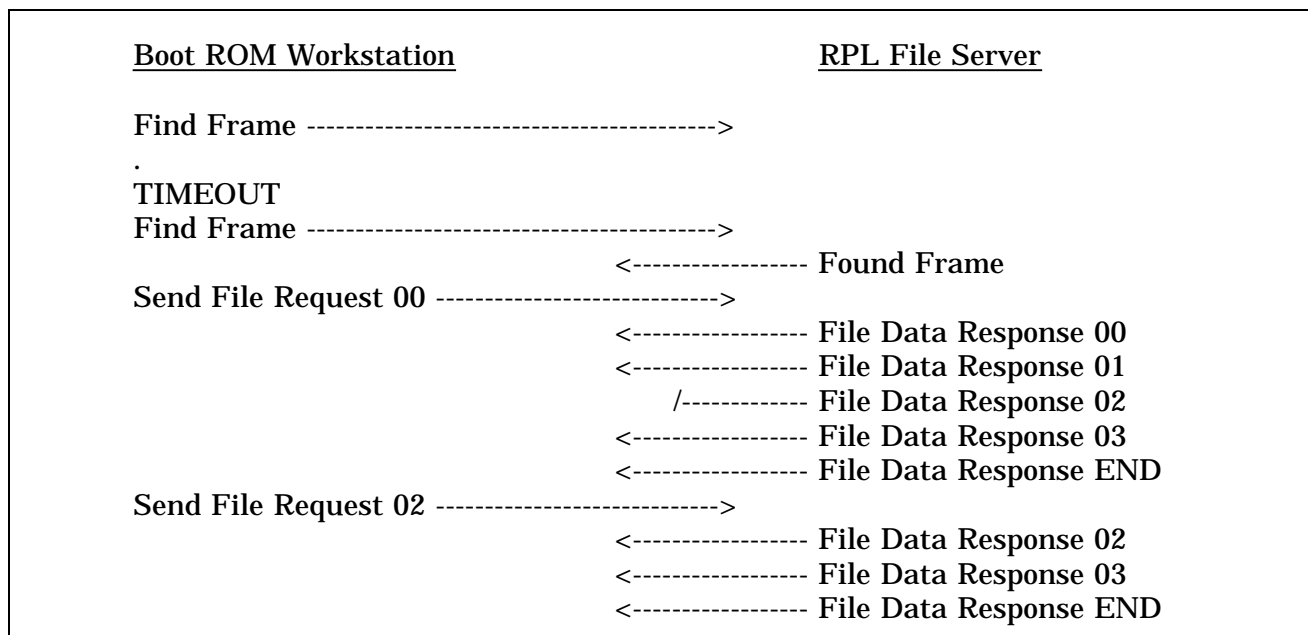 Boot ROM Workstation RPL File Server
Find Frame ------------------------------------------>
.
TIMEOUT
Find Frame ------------------------------------------>
<------------------ Found Frame
Send File Request 00 ----------------------------->
<------------------ File Data Response 00
<------------------ File Data Response 01
/------------- File Data Response 02
<------------------ File Data Response 03
<------------------ File Data Response END
Send File Request 02 ----------------------------->
<------------------ File Data Response 02
<------------------ File Data Response 03
<------------------ File Data Response END